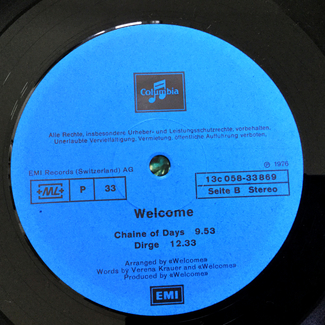 Columbia
Alle Rechte, insbesondere Urheber- und Leistungsschutzrechte, vorbehalten.
Unerlaubte Vervielfältigung, Vermietung, öffentliche Aufführung verboten.
EMI Records (Switzerland) AG
℗ 1976
+ML+ P 33
13c 058-33869
Seite B Stereo
Welcome
Chaine of Days 9.53
Dirge 12.33
Arranged by «Welcome»
Words by Verena Krauer and «Welcome»
Produced by «Welcome»
EMI